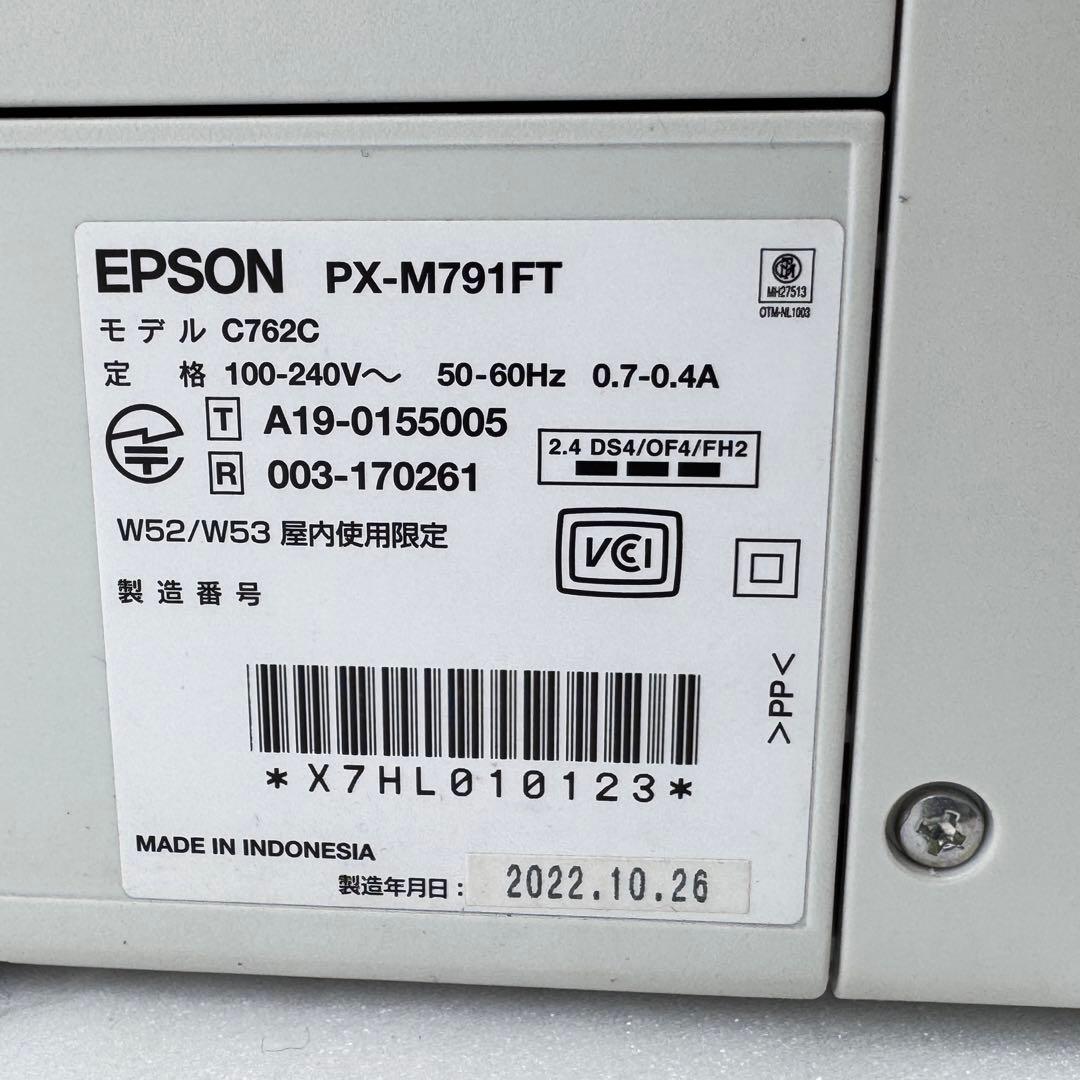 EPSON PX-M791FT
MH27513
OTM-NL1003
モデル C762C
定格 100-240V～ 50-60Hz 0.7-0.4A
T A19-0155005
R 003-170261
2.4 DS4/OF4/FH2
W52/W53 屋内使用限定
VCCI
製造番号
>PP<
*X7HL010123*
MADE IN INDONESIA
製造年月日： 2022.10.26